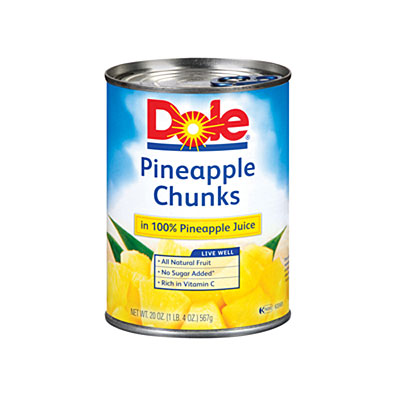 Dole
®
Pineapple
Chunks
in 100% Pineapple Juice
LIVE WELL
• All Natural Fruit
• No Sugar Added*
• Rich in Vitamin C
NET WT. 20 OZ. (1 LB. 4 OZ.) 567g